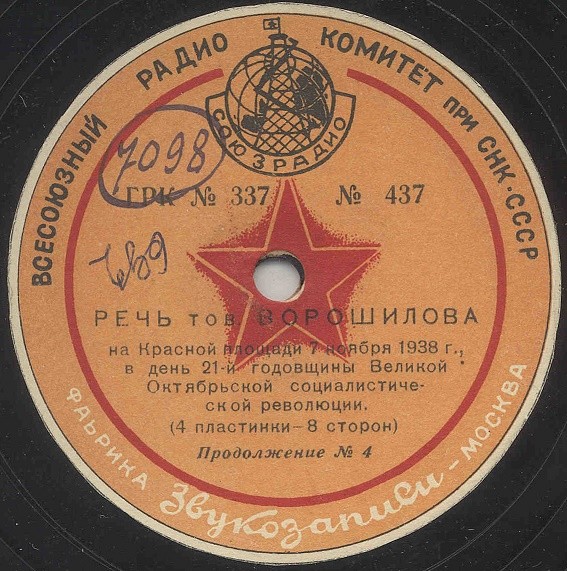 ВСЕСОЮЗНЫЙ РАДИО КОМИТЕТ ПРИ СНК-СССР
СОЮЗРАДИО
7098
ГРК № 337 № 437
РЕЧЬ тов. ВОРОШИЛОВА
на Красной площади 7 ноября 1938 г.,
в день 21-й годовщины Великой
Октябрьской социалистиче-
ской революции.
(4 пластинки—8 сторон)
Продолжение № 4
ФАБРИКА Звукозаписи - МОСКВА